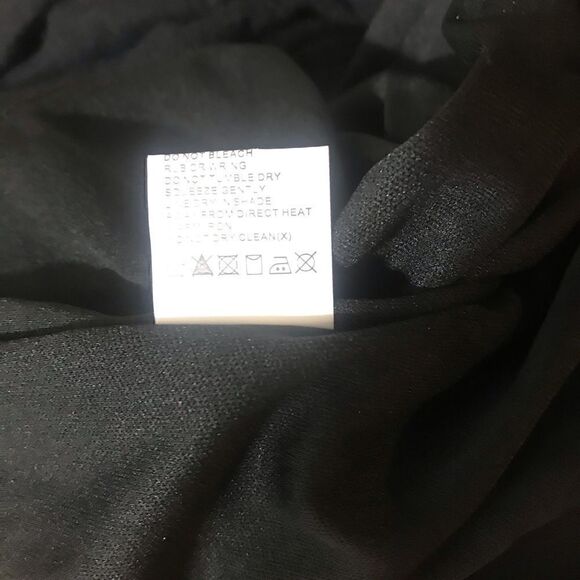 DO NOT BLEACH
RUB OR WRING
DO NOT TUMBLE DRY
SQUEEZE GENTLY
DRY IN SHADE
FROM DIRECT HEAT
IRON
DRY CLEAN(X)